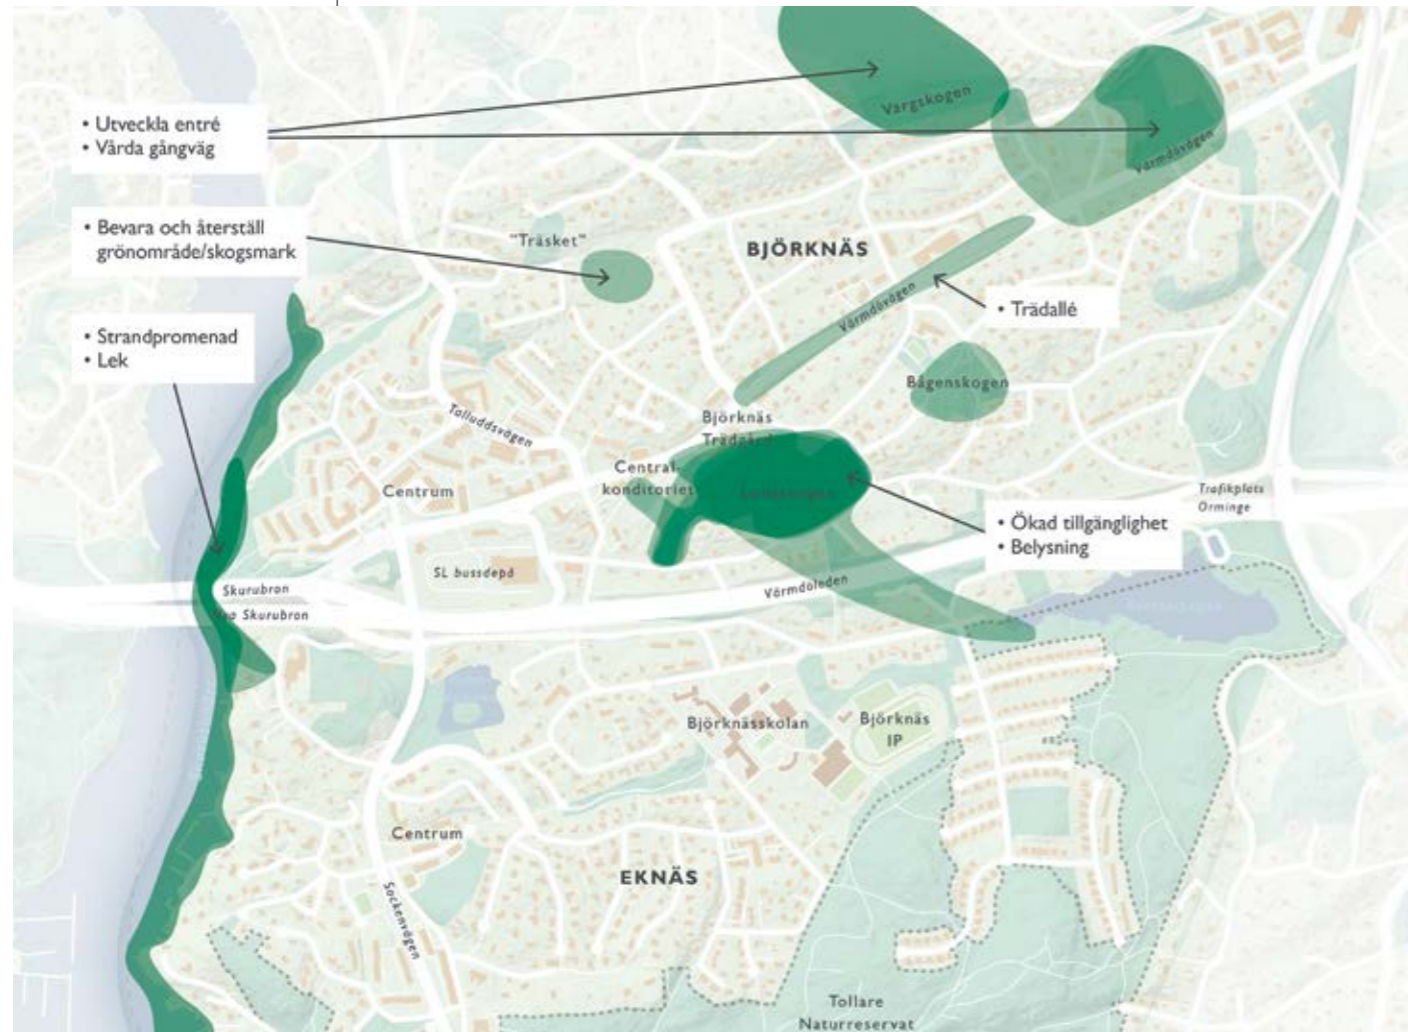 Vargskogen
• Utveckla entré
• Vårda gångväg
Värmdövägen
• Bevara och återställ
grönområde/skogsmark
"Träsket"
BJÖRKNÄS
Värmdövägen
• Trädallé
• Strandpromenad
• Lek
Bågenskogen
Talluddsvägen
Björknäs
Trädgård
Central-
konditoriet
Centrum
Trafikplats
Orminge
• Ökad tillgänglighet
• Belysning
SL bussdepå
Skurubron
Nya Skurubron
Värmdöleden
Björknässkolan
Björknäs
IP
Centrum
EKNÄS
Sockenvägen
Tollare
Naturreservat